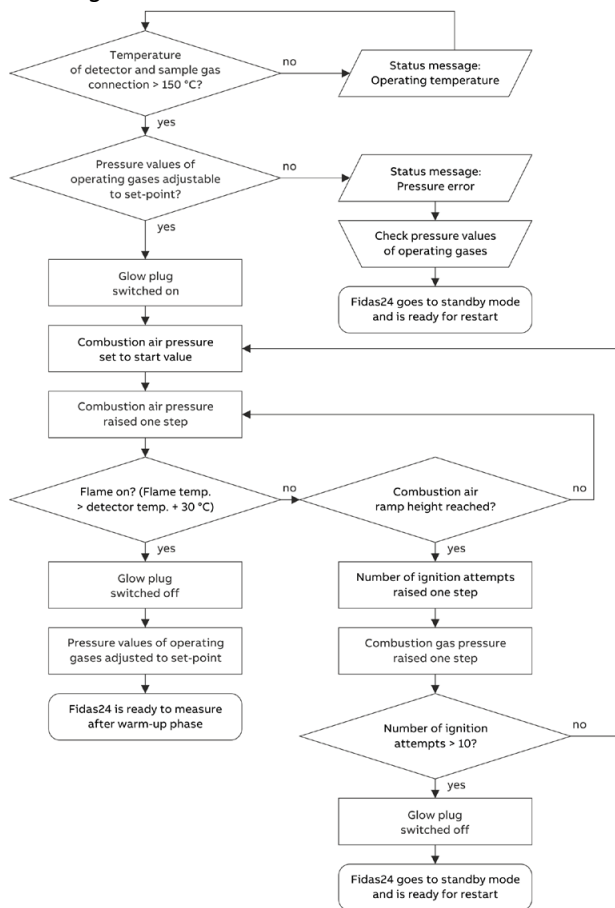 Temperature
of detector and sample gas
connection > 150 °C?
no
Status message:
Operating temperature
yes
Pressure values of
operating gases adjustable
to set-point?
no
Status message:
Pressure error
yes
Check pressure values
of operating gases
Glow plug
switched on
Fidas24 goes to standby mode
and is ready for restart
Combustion air pressure
set to start value
Combustion air pressure
raised one step
Flame on? (Flame temp.
> detector temp. + 30 °C)
no
Combustion air
ramp height reached?
no
yes
yes
Glow plug
switched off
Number of ignition attempts
raised one step
Pressure values of operating
gases adjusted to set-point
Combustion gas pressure
raised one step
Fidas24 is ready to measure
after warm-up phase
Number of ignition
attempts > 10?
no
yes
Glow plug
switched off
Fidas24 goes to standby mode
and is ready for restart